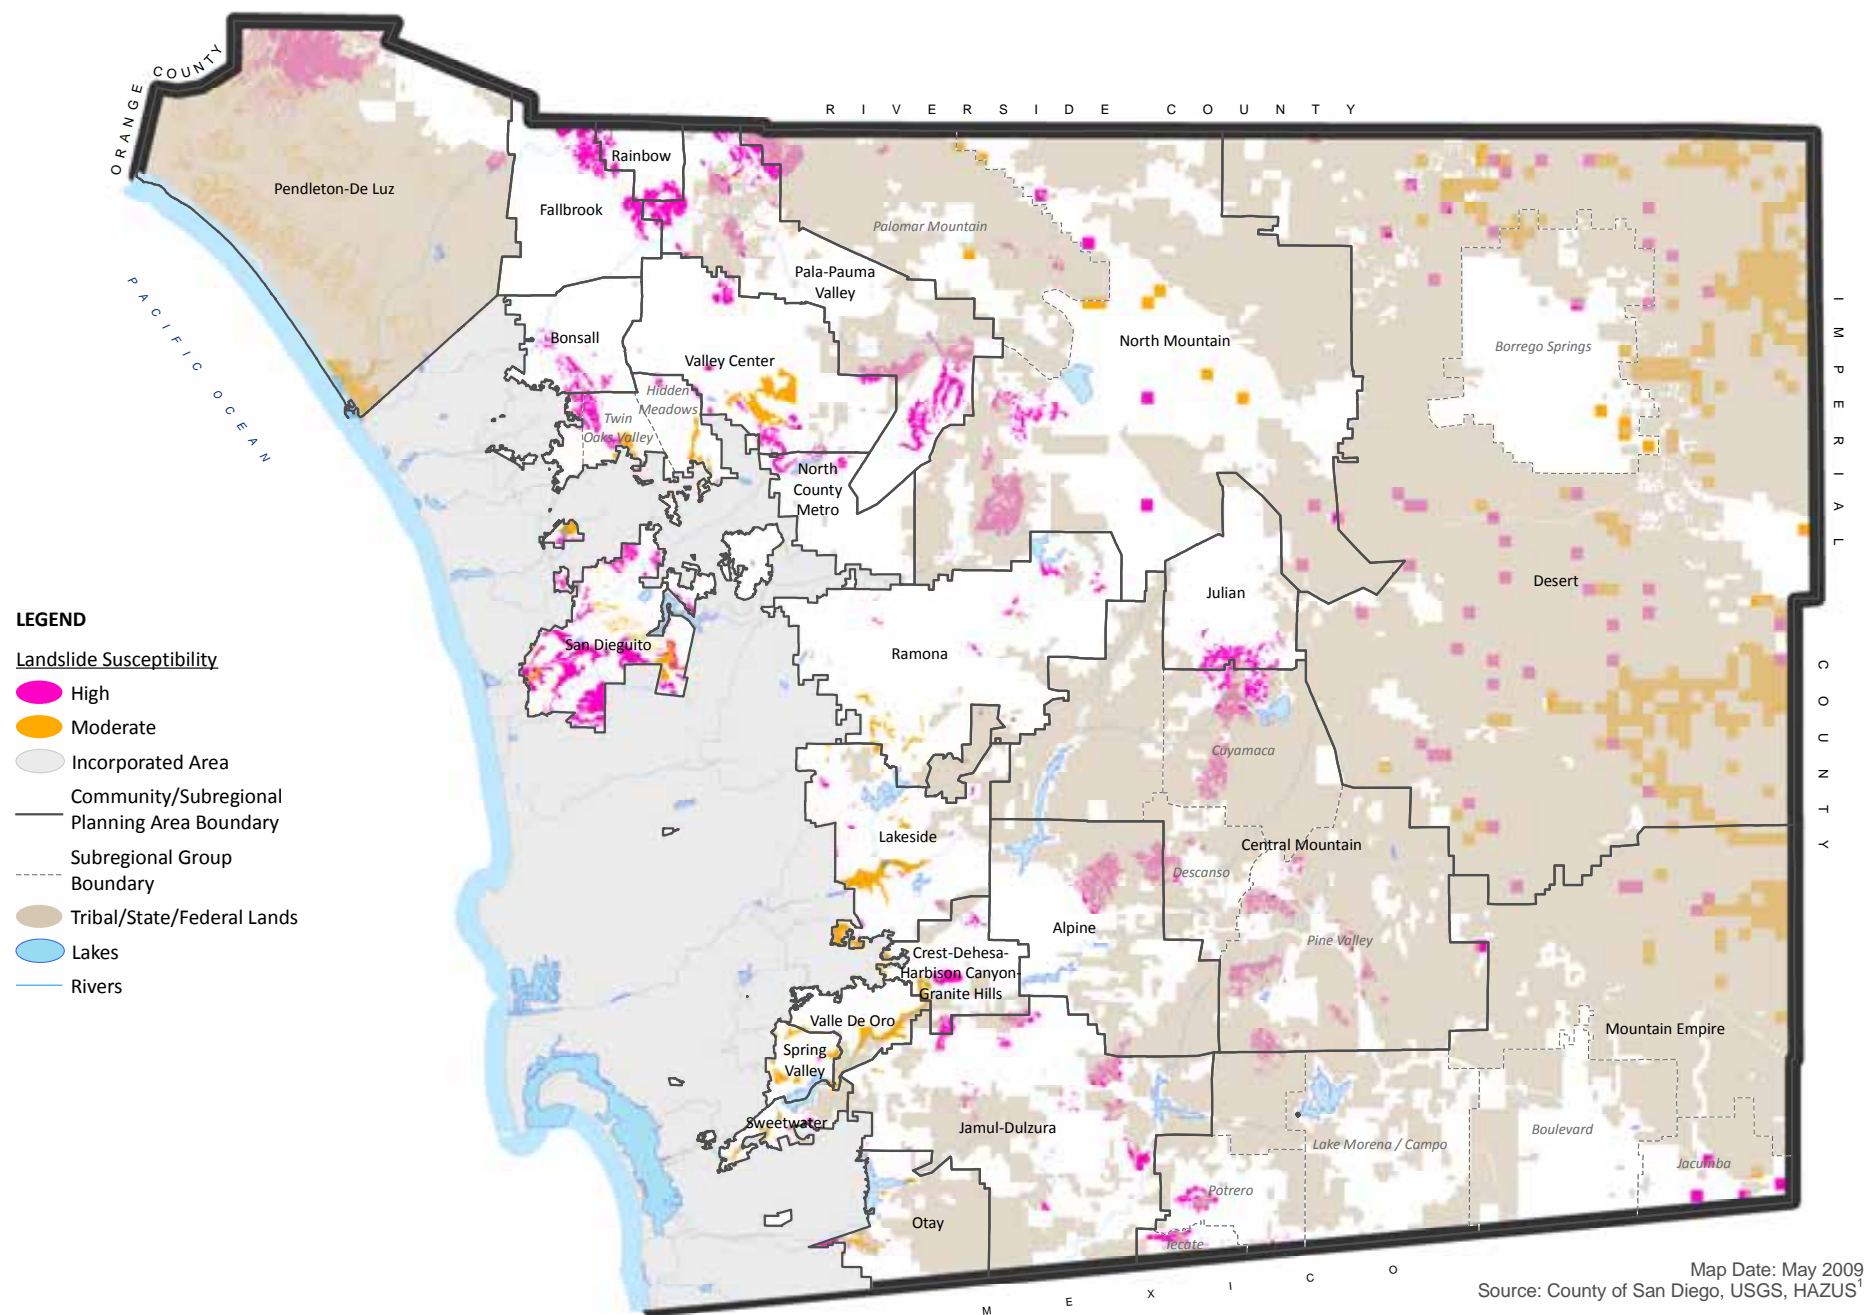 ORANGE COUNTY
RIVERSIDE COUNTY
IMPERIAL COUNTY
PACIFIC OCEAN
MEXICO
Pendleton-De Luz
Rainbow
Fallbrook
Palomar Mountain
Pala-Pauma
Valley
Bonsall
Valley Center
North Mountain
Borrego Springs
Hidden
Meadows
Twin
Oaks Valley
North
County
Metro
Desert
Julian
San Dieguito
Ramona
Cuyamaca
Lakeside
Central Mountain
Descanso
Alpine
Pine Valley
Crest-Dehesa-
Harbison Canyon-
Granite Hills
Valle De Oro
Mountain Empire
Spring
Valley
Sweetwater
Jamul-Dulzura
Lake Morena / Campo
Boulevard
Jacumba
Potrero
Otay
Tecate
LEGEND
Landslide Susceptibility
High
Moderate
Incorporated Area
Community/Subregional
Planning Area Boundary
Subregional Group
Boundary
Tribal/State/Federal Lands
Lakes
Rivers
Map Date: May 2009
Source: County of San Diego, USGS, HAZUS1